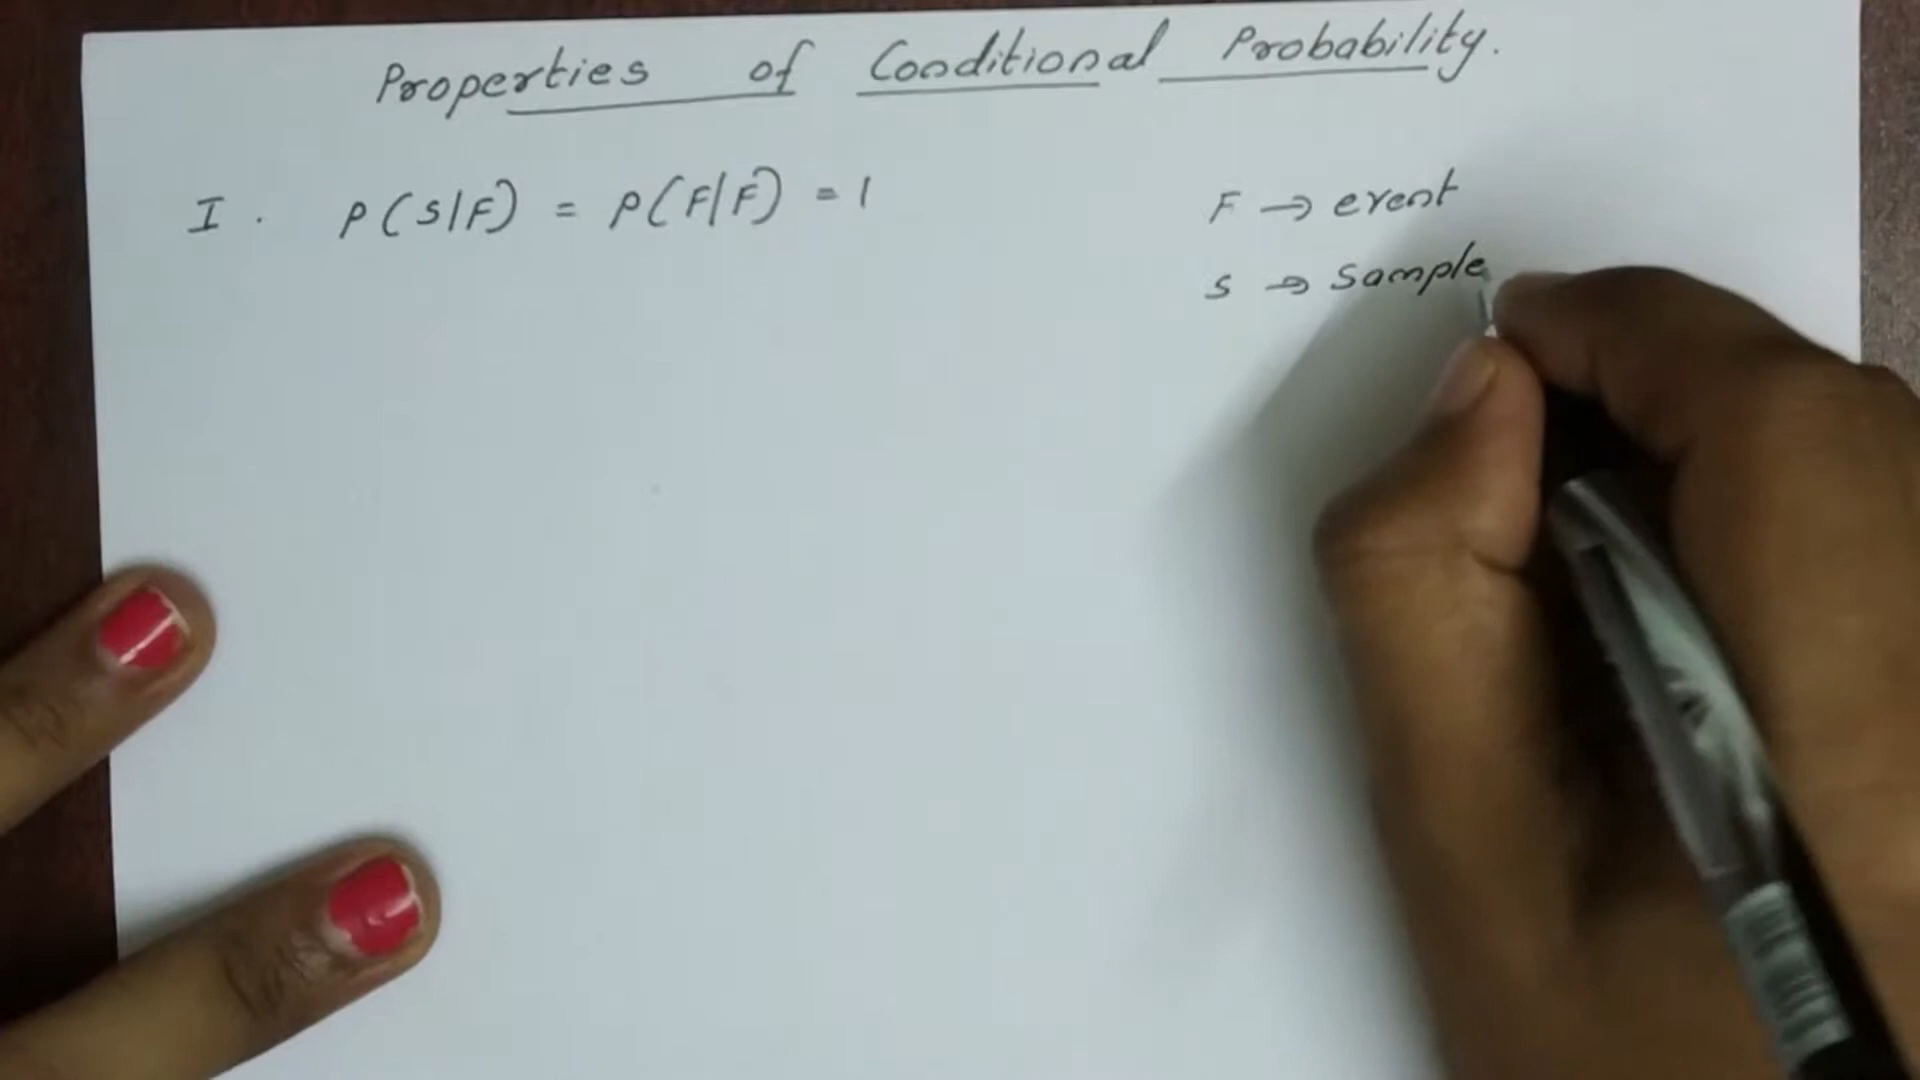 Properties of Conditional Probability.
I . P(S|F) = P(F|F) = 1
F → event
S → Sample